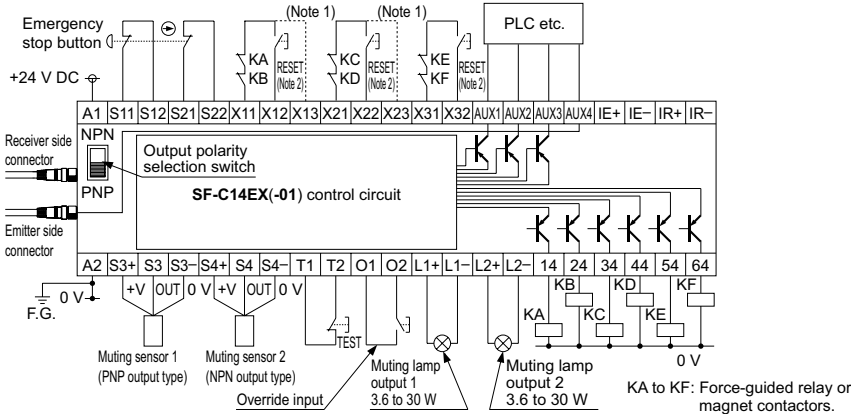 Emergency
stop button
(Note 1)
(Note 1)
PLC etc.
KA
KB
RESET
(Note 2)
KC
KD
RESET
(Note 2)
KE
KF
RESET
(Note 2)
+24 V DC
A1 S11 S12 S21 S22 X11 X12 X13 X21 X22 X23 X31 X32 AUX1 AUX2 AUX3 AUX4 IE+ IE– IR+ IR–
Receiver side
connector
NPN
PNP
Output polarity
selection switch
SF-C14EX(-01) control circuit
Emitter side
connector
A2 S3+ S3 S3– S4+ S4 S4– T1 T2 O1 O2 L1+ L1– L2+ L2– 14 24 34 44 54 64
F.G.
0 V
+V OUT 0 V +V OUT 0 V
TEST
KA KB KC KD KE KF
0 V
Muting sensor 1
(PNP output type)
Muting sensor 2
(NPN output type)
Override input
Muting lamp
output 1
3.6 to 30 W
Muting lamp
output 2
3.6 to 30 W
KA to KF: Force-guided relay or
magnet contactors.